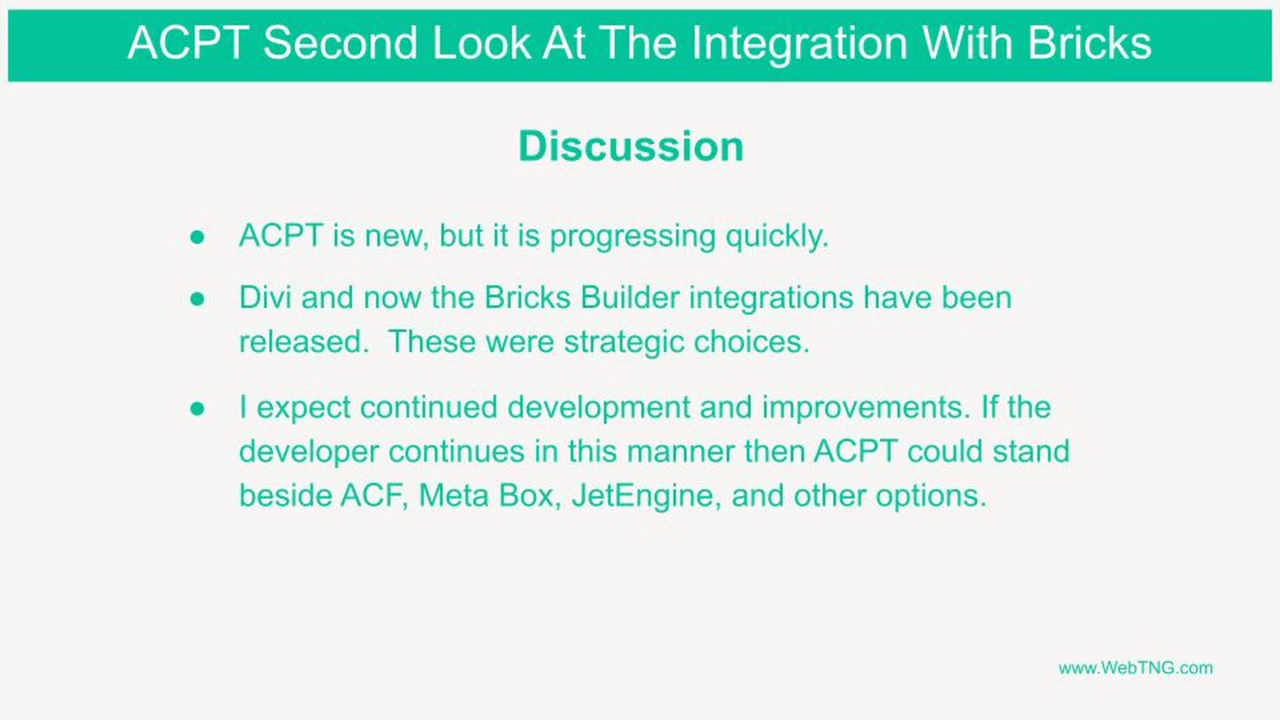 ACPT Second Look At The Integration With Bricks
Discussion
● ACPT is new, but it is progressing quickly.
● Divi and now the Bricks Builder integrations have been
released.  These were strategic choices.
● I expect continued development and improvements. If the
developer continues in this manner then ACPT could stand
beside ACF, Meta Box, JetEngine, and other options.
www.WebTNG.com